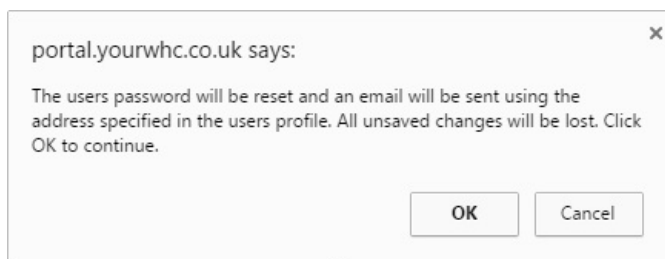 portal.yourwhc.co.uk says:
The users password will be reset and an email will be sent using the
address specified in the users profile. All unsaved changes will be lost. Click
OK to continue.
OK Cancel